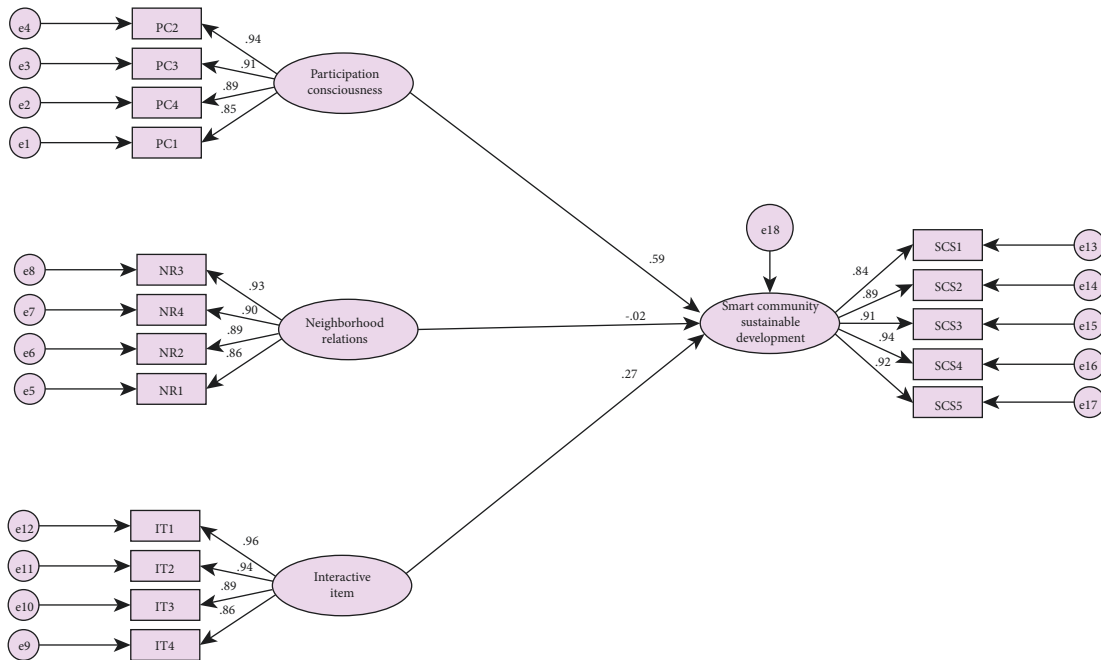 e4
PC2
.94
e3
PC3
.91
e2
PC4
.89
e1
PC1
.85
Participation
consciousness
.59
e8
NR3
.93
e7
NR4
.90
e6
NR2
.89
e5
NR1
.86
Neighborhood
relations
-.02
e12
IT1
.96
e11
IT2
.94
e10
IT3
.89
e9
IT4
.86
Interactive
item
.27
e18
Smart community
sustainable
development
.84
SCS1
e13
.89
SCS2
e14
.91
SCS3
e15
.94
SCS4
e16
.92
SCS5
e17